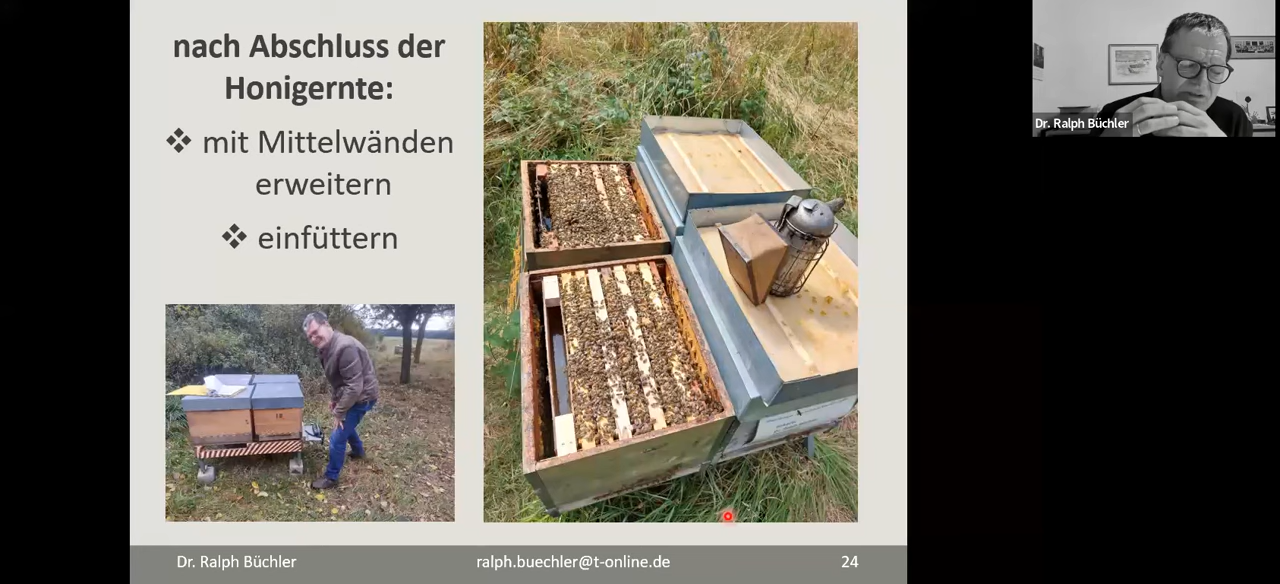 nach Abschluss der
Honigernte:
❖ mit Mittelwänden
erweitern
❖ einfüttern
Dr. Ralph Büchler
Dr. Ralph Büchler ralph.buechler@t-online.de 24